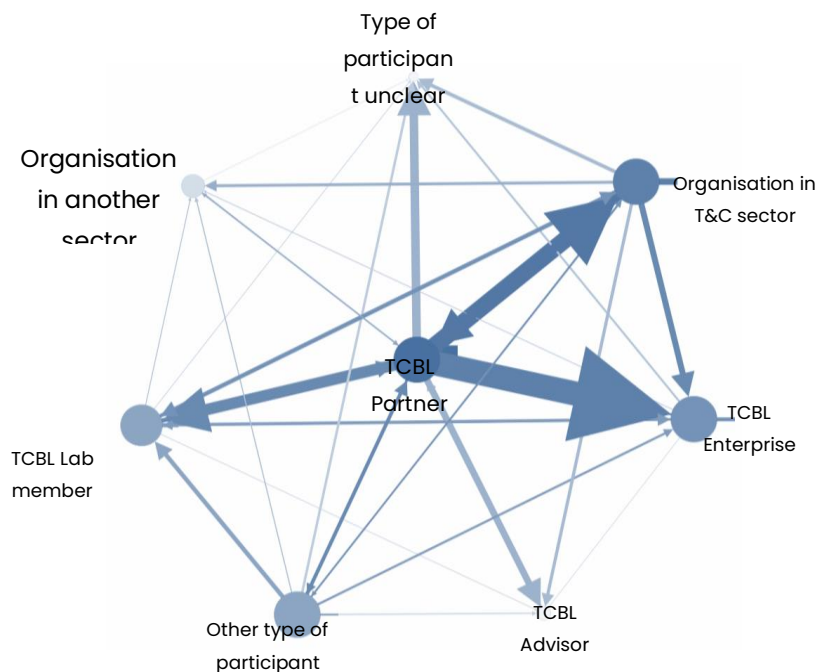 Type of
participan
t unclear
Organisation
in another
sector
Organisation in
T&C sector
TCBL
Partner
TCBL
Enterprise
TCBL Lab
member
TCBL
Advisor
Other type of
participant